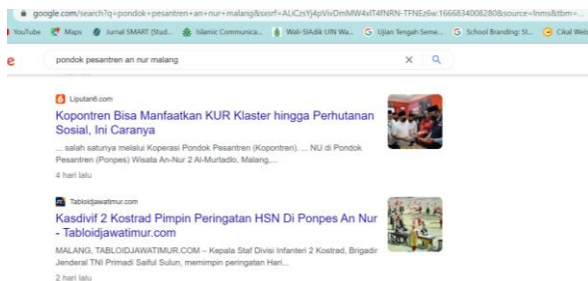 google.com/search?q=pondok+pesantren+an+nur+malang&sxsrf=ALiCzsYj4pVivDmMW4xIT4fNRN-TFNEz6w:1666834008280&source=lnms&tbm=...
YouTube Maps Jurnal SMART (Stud... Islamic Communica... Wali-SIAdik UIN Wa... Ujian Tengah Seme... School Branding: St... Cikal Web
pondok pesantren an nur malang
Liputan6.com
Kopontren Bisa Manfaatkan KUR Klaster hingga Perhutanan
Sosial, Ini Caranya
... salah satunya melalui Koperasi Pondok Pesantren (Kopontren). ... NU di Pondok
Pesantren (Ponpes) Wisata An-Nur 2 Al-Murtadlo, Malang,...
4 hari lalu
Tabloidjawatimur.com
Kasdivif 2 Kostrad Pimpin Peringatan HSN Di Ponpes An Nur
- Tabloidjawatimur.com
MALANG, TABLOIDJAWATIMUR.COM – Kepala Staf Divisi Infanteri 2 Kostrad, Brigadir
Jenderal TNI Primadi Saiful Sulun, memimpin peringatan Hari...
2 hari lalu